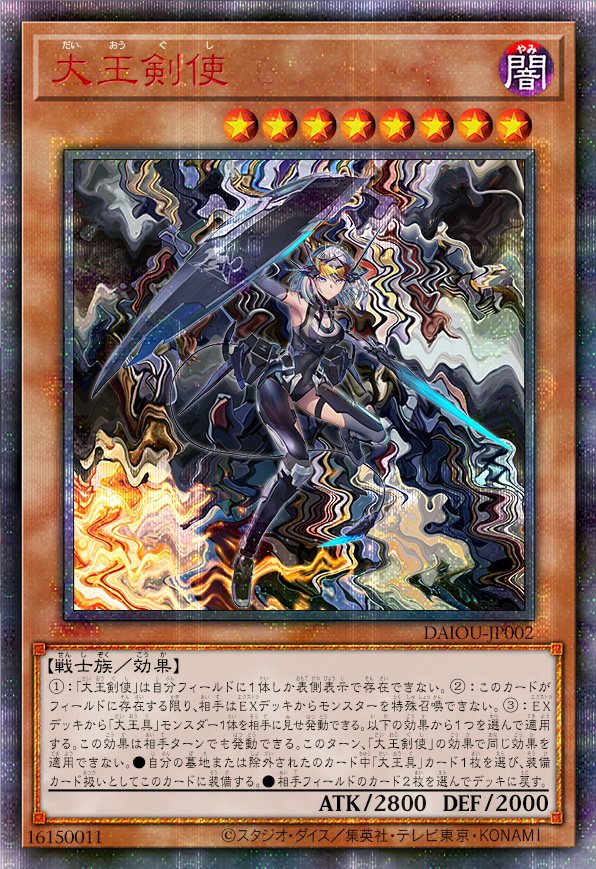 大王剣使
だい おう ぐ し
闇
やみ
DAIOU-JP002
【戦士族／効果】
①：「大王剣使」は自分フィールドに1体しか表側表示で存在できない。②：このカードが
フィールドに存在する限り、相手はEXデッキからモンスターを特殊召喚できない。③：EX
デッキから「大王具」モンスター1体を相手に見せ発動できる。以下の効果から1つを選んで適用
する。この効果は相手ターンでも発動できる。このターン、「大王剣使」の効果で同じ効果を
適用できない。●自分の墓地または除外されたカード中「大王具」カード1枚を選び、装備
カード扱いとしてこのカードに装備する。●相手フィールドのカード2枚を選んでデッキに戻す。
ATK/2800 DEF/2000
16150011
©スタジオ・ダイス／集英社・テレビ東京・KONAMI